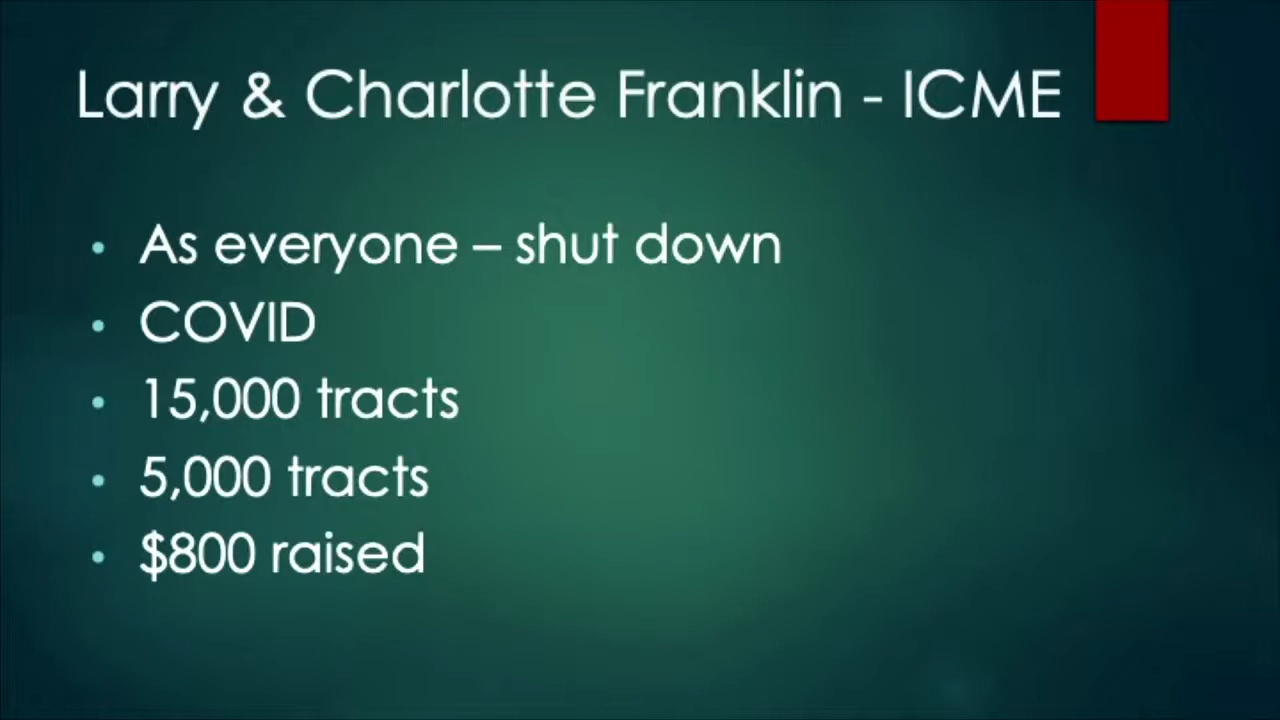 Larry & Charlotte Franklin - ICME
• As everyone – shut down
• COVID
• 15,000 tracts
• 5,000 tracts
• $800 raised